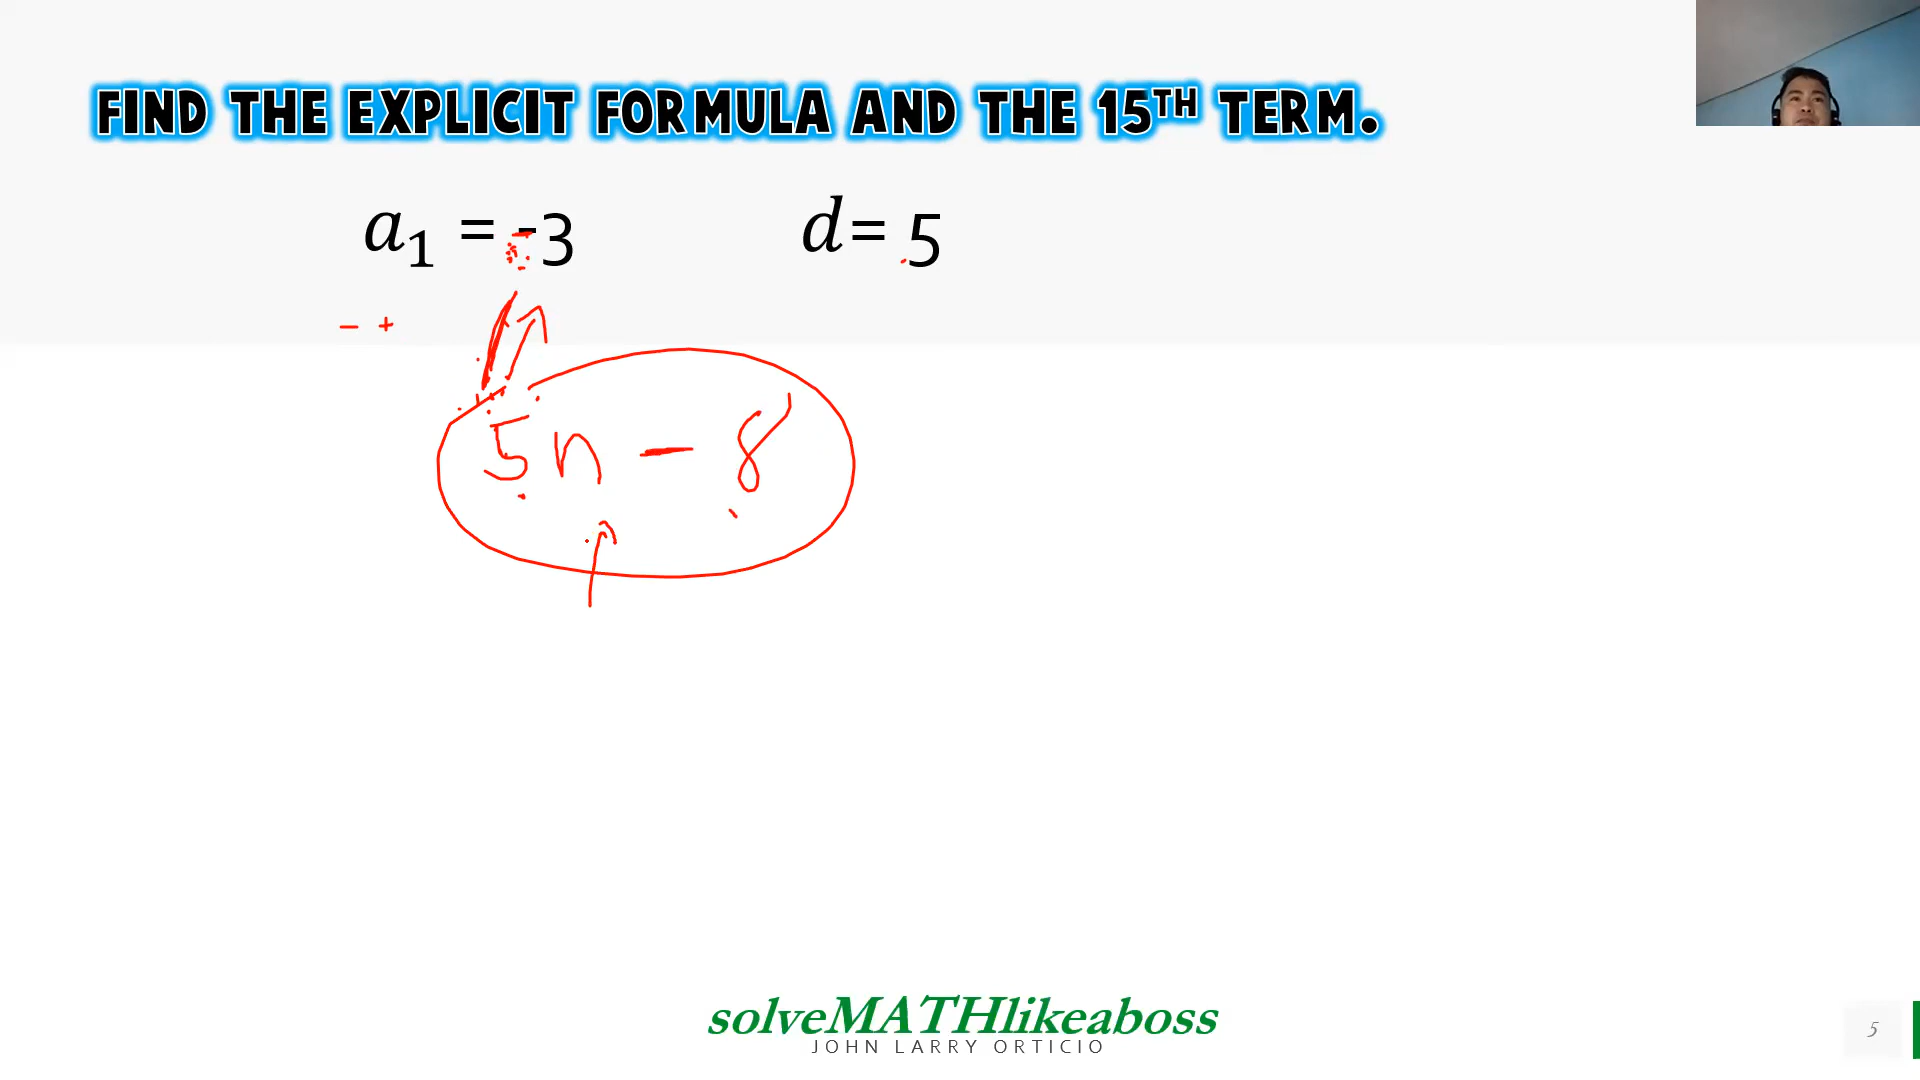 FIND THE EXPLICIT FORMULA AND THE 15TH TERM.
a₁ = -3 d = 5
- +
5n - 8
solveMATHlikeaboss
JOHN LARRY ORTICIO
5